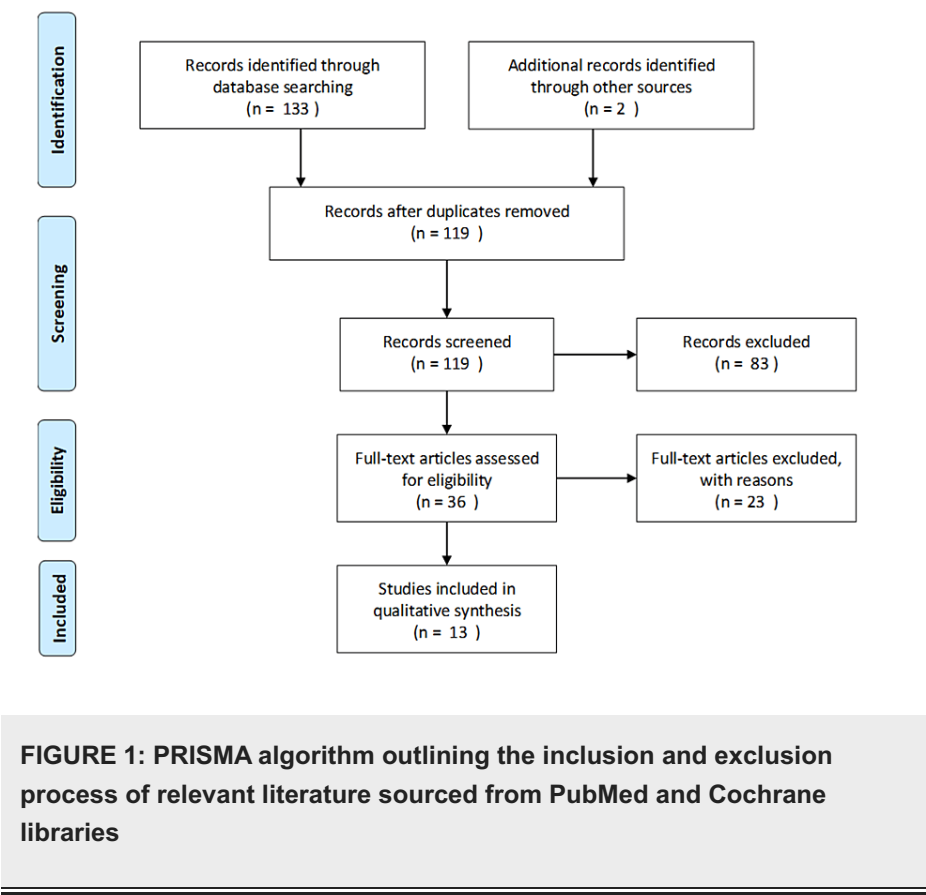 Identification
Records identified through
database searching
(n = 133 )
Additional records identified
through other sources
(n = 2 )
Records after duplicates removed
(n = 119 )
Screening
Records screened
(n = 119 )
Records excluded
(n = 83 )
Eligibility
Full-text articles assessed
for eligibility
(n = 36 )
Full-text articles excluded,
with reasons
(n = 23 )
Included
Studies included in
qualitative synthesis
(n = 13 )
FIGURE 1: PRISMA algorithm outlining the inclusion and exclusion
process of relevant literature sourced from PubMed and Cochrane
libraries